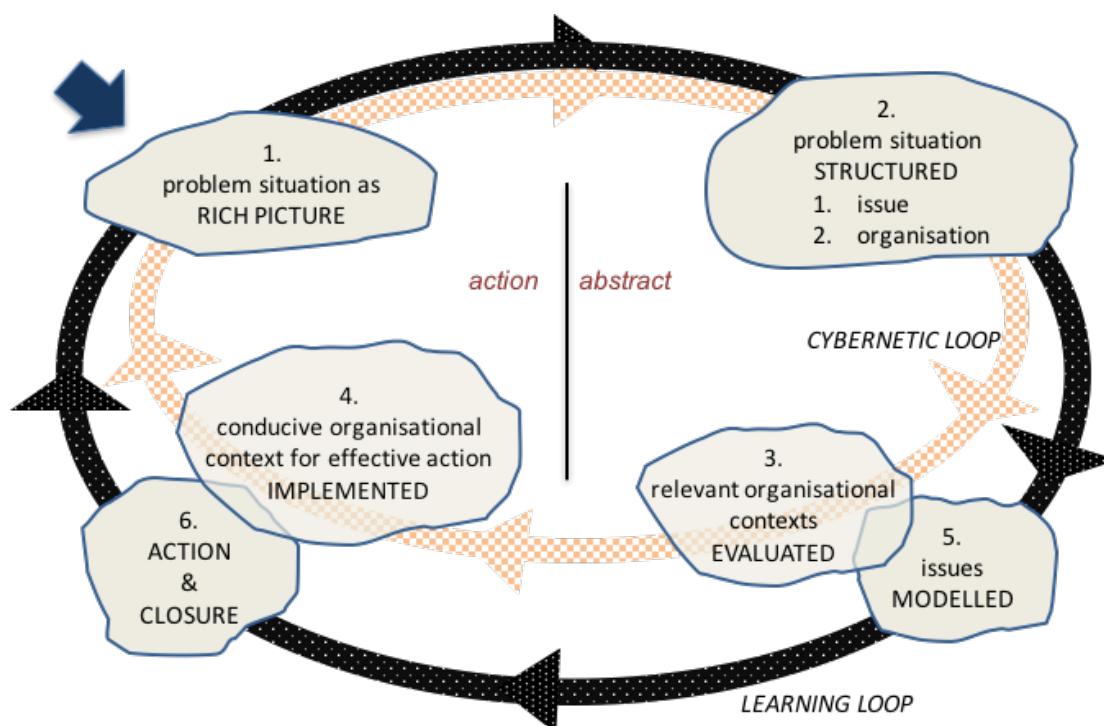 1.
problem situation as
RICH PICTURE
2.
problem situation
STRUCTURED
1. issue
2. organisation
action
abstract
CYBERNETIC LOOP
4.
conducive organisational
context for effective action
IMPLEMENTED
3.
relevant organisational
contexts
EVALUATED
6.
ACTION
&
CLOSURE
5.
issues
MODELLED
LEARNING LOOP